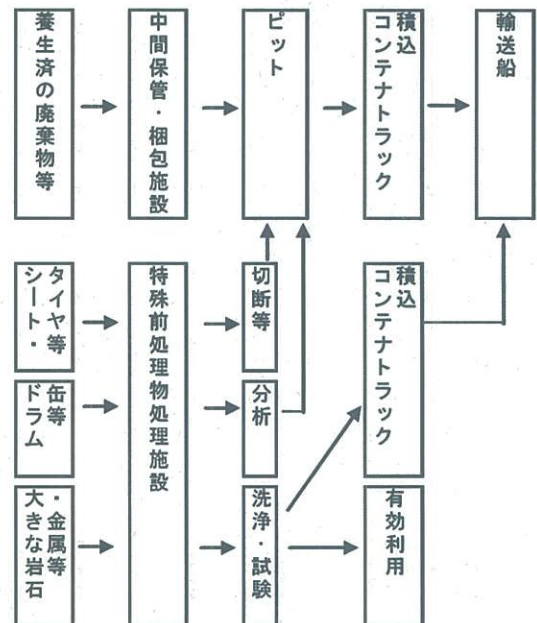 養生済の廃棄物等
中間保管・梱包施設
ピット
積込
コンテナトラック
輸送船
タイヤ等
シート・
特殊前処理物処理施設
切断等
積込
コンテナトラック
缶等
ドラム
分析
・金属等
大きな岩石
洗浄・試験
有効利用